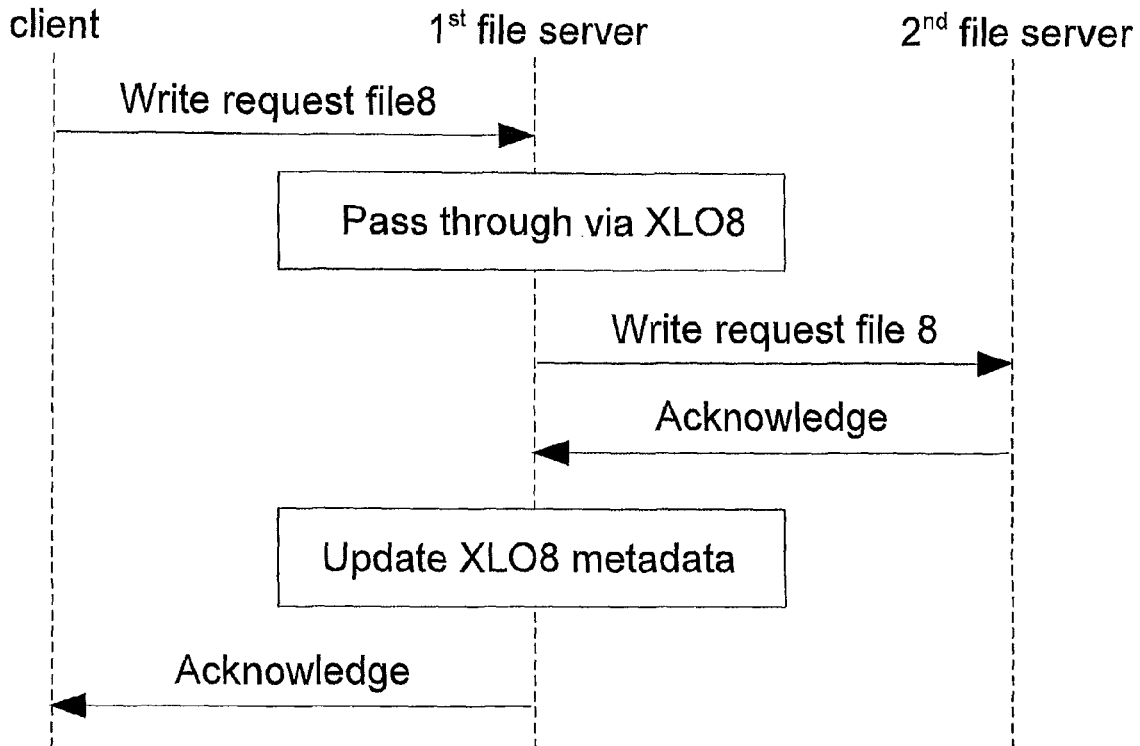 client
1st file server
2nd file server
Write request file8
Pass through via XLO8
Write request file 8
Acknowledge
Update XLO8 metadata
Acknowledge